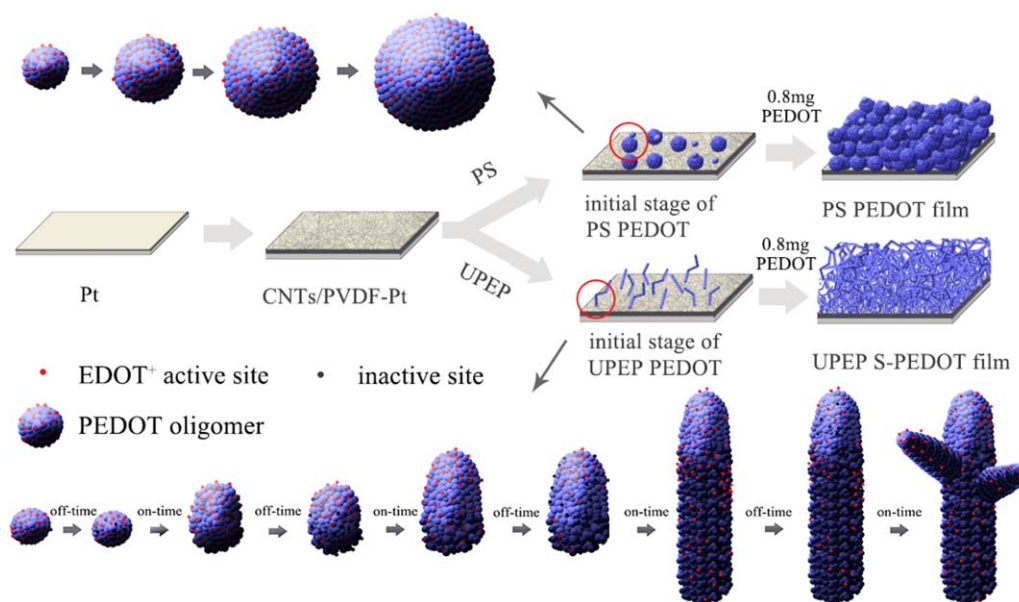 0.8mg
PEDOT
PS
initial stage of
PS PEDOT
PS PEDOT film
Pt
CNTs/PVDF-Pt
UPEP
0.8mg
PEDOT
initial stage of
UPEP PEDOT
UPEP S-PEDOT film
EDOT⁺ active site
inactive site
PEDOT oligomer
off-time
on-time
off-time
on-time
off-time
on-time
off-time
on-time